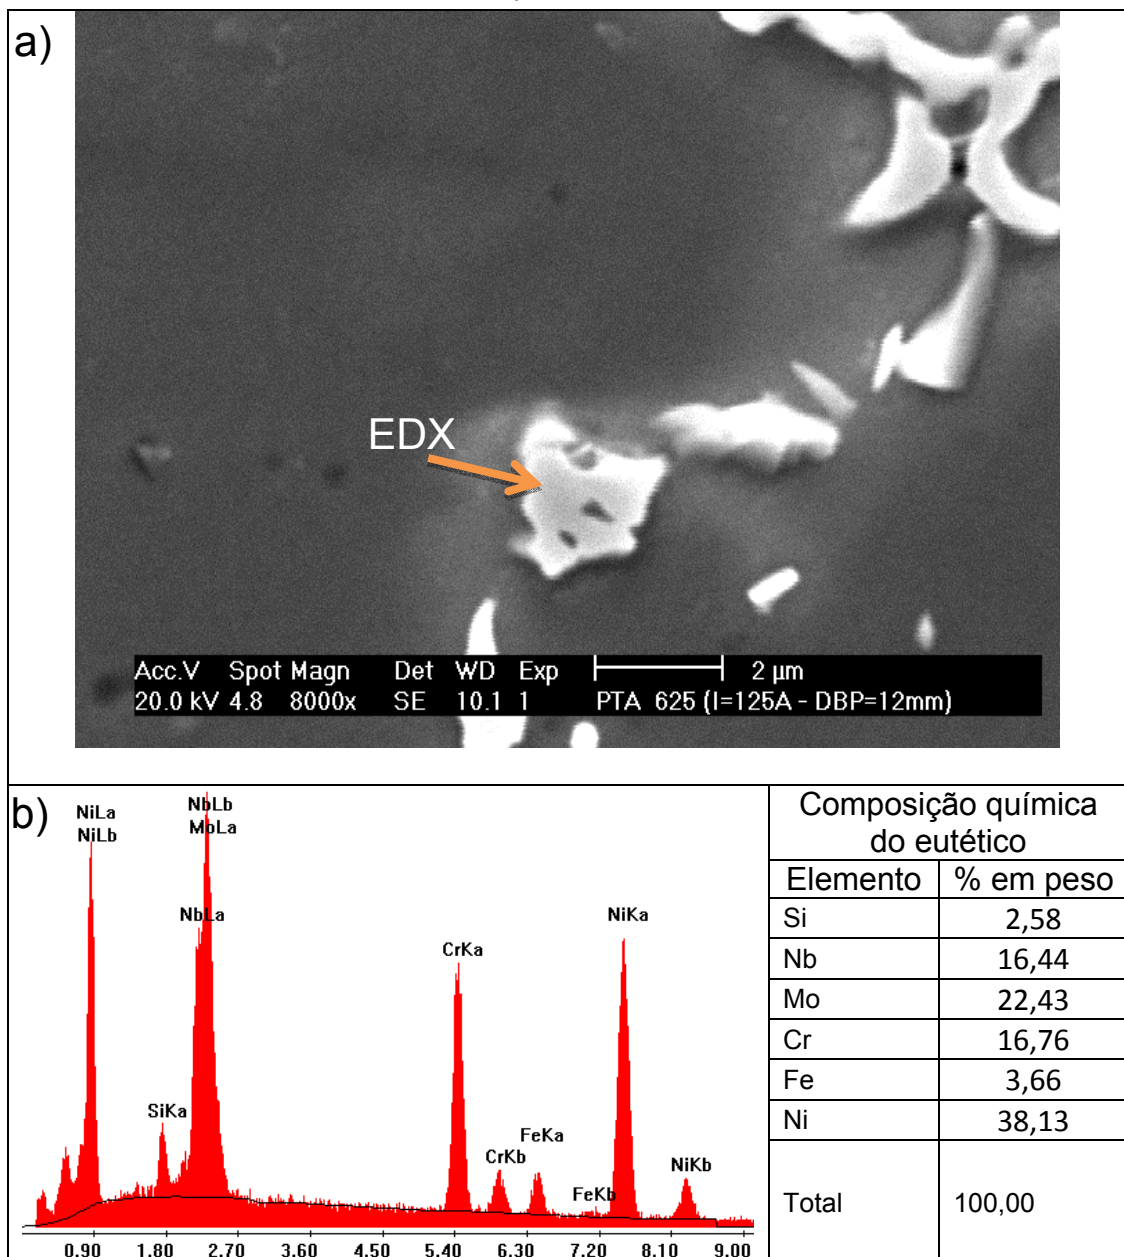 a)
EDX
Acc.V Spot Magn Det WD Exp 2 µm
20.0 kV 4.8 8000x SE 10.1 1 PTA 625 (I=125A - DBP=12mm)
b)
NiLa
NiLb
NbLb
MoLa
NbLa
SiKa
CrKa
CrKb
FeKa
FeKb
NiKa
NiKb
0.90 1.80 2.70 3.60 4.50 5.40 6.30 7.20 8.10 9.00
Composição química
do eutético
Elemento % em peso
Si 2,58
Nb 16,44
Mo 22,43
Cr 16,76
Fe 3,66
Ni 38,13
Total 100,00